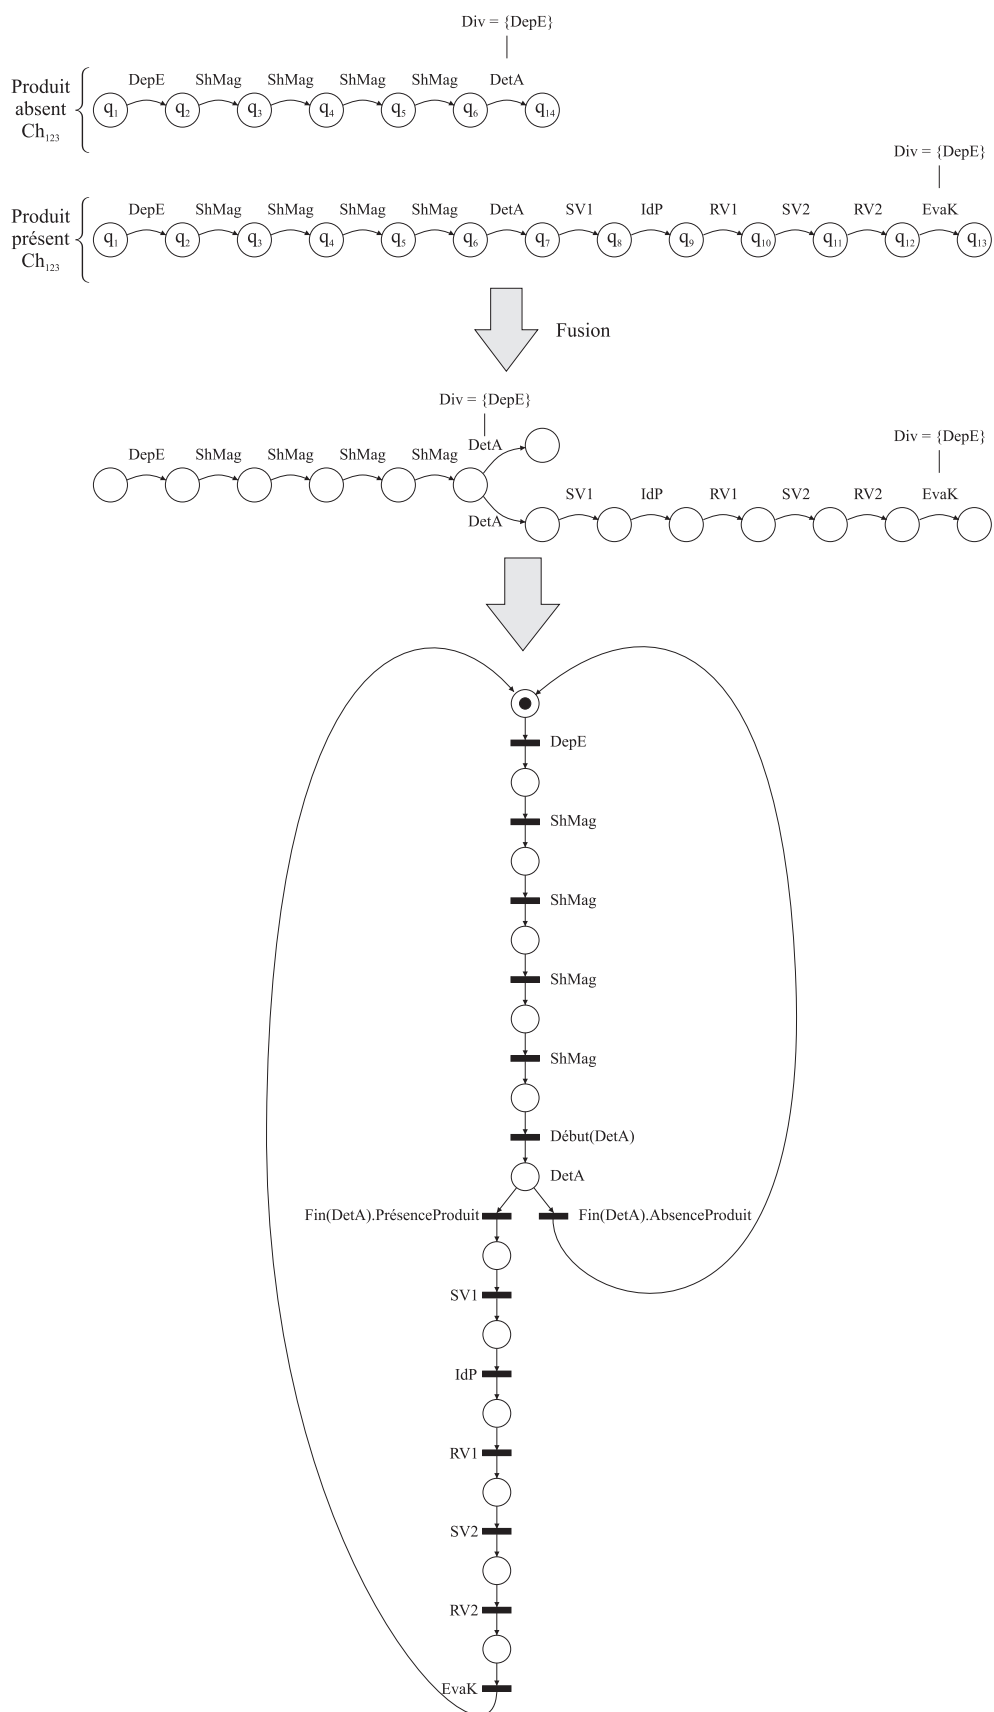 Div = {DepE}
Produit
absent
Ch₁₂₃
DepE ShMag ShMag ShMag ShMag DetA
q₁ q₂ q₃ q₄ q₅ q₆ q₁₄
Div = {DepE}
Produit
présent
Ch₁₂₃
DepE ShMag ShMag ShMag ShMag DetA SV1 IdP RV1 SV2 RV2 EvaK
q₁ q₂ q₃ q₄ q₅ q₆ q₇ q₈ q₉ q₁₀ q₁₁ q₁₂ q₁₃
Fusion
Div = {DepE}
Div = {DepE}
DetA
DepE ShMag ShMag ShMag ShMag
SV1 IdP RV1 SV2 RV2 EvaK
DetA
DepE
ShMag
ShMag
ShMag
ShMag
Début(DetA)
DetA
Fin(DetA).PrésenceProduit Fin(DetA).AbsenceProduit
SV1
IdP
RV1
SV2
RV2
EvaK